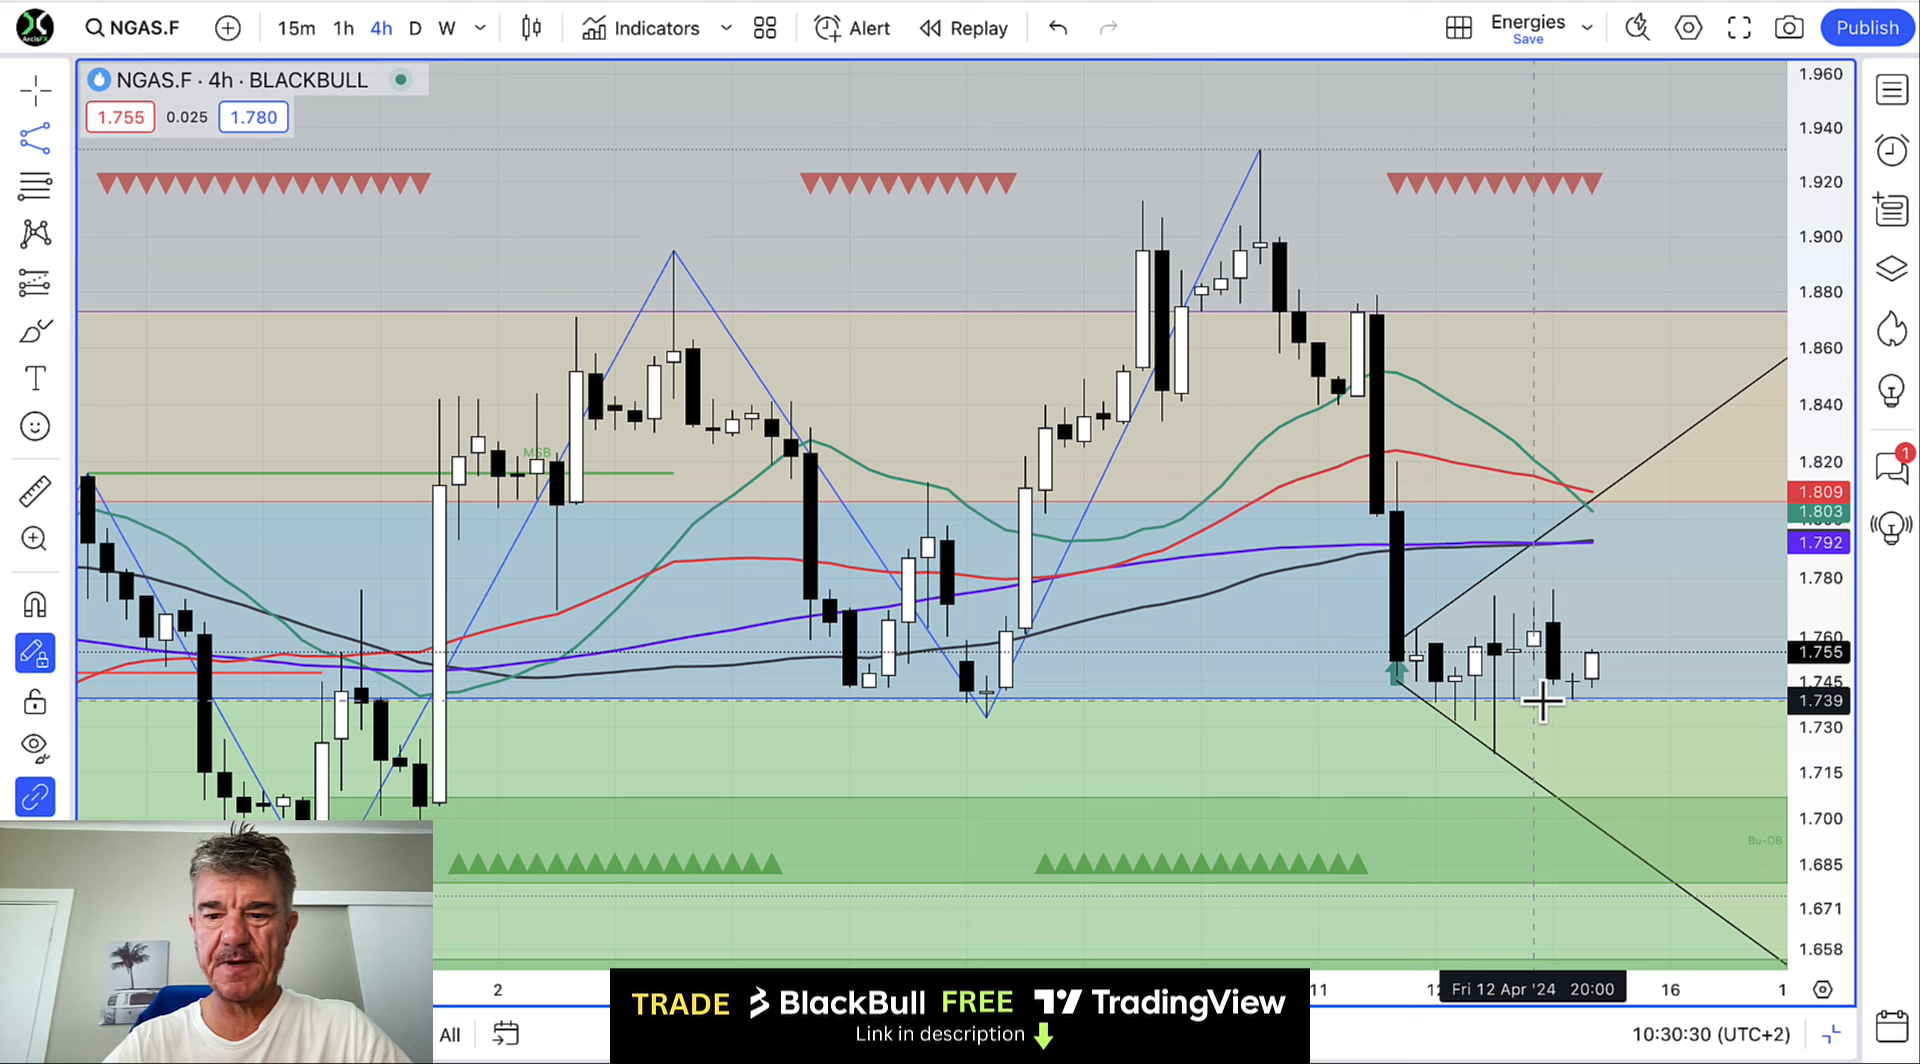 ArcisFX
NGAS.F
15m 1h 4h D W
Indicators
Alert
Replay
Energies
Save
Publish
NGAS.F · 4h · BLACKBULL
1.755 0.025 1.780
MSB
Bu-OB
1.960
1.940
1.920
1.900
1.880
1.860
1.840
1.820
1.809
1.803
1.792
1.780
1.760
1.755
1.745
1.739
1.730
1.715
1.700
1.685
1.671
1.658
1
2
11
Fri 12 Apr '24 20:00
16
1
All
TRADE BlackBull FREE TradingView
Link in description
10:30:30 (UTC+2)